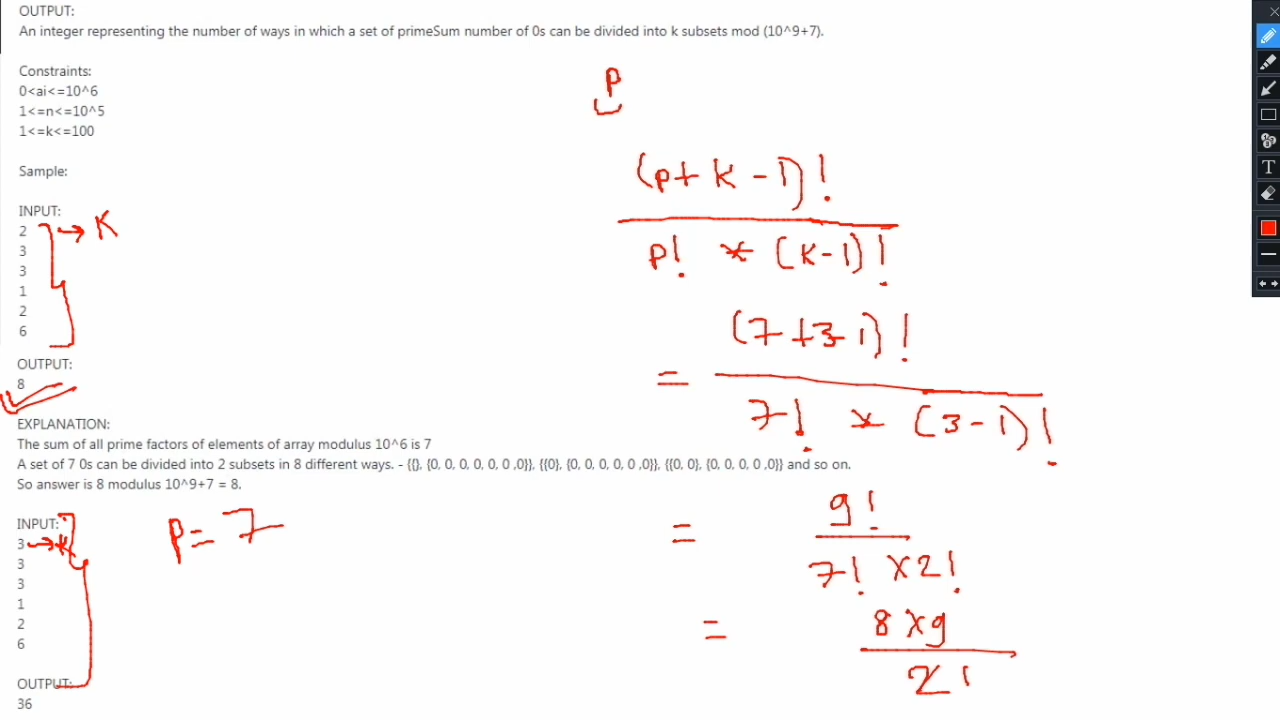 OUTPUT:
An integer representing the number of ways in which a set of primeSum number of 0s can be divided into k subsets mod (10^9+7).
Constraints:
0<ai<=10^6
1<=n<=10^5
1<=k<=100
Sample:
INPUT:
2 → K
3
3
1
2
6
OUTPUT:
8
EXPLANATION:
The sum of all prime factors of elements of array modulus 10^6 is 7
A set of 7 0s can be divided into 2 subsets in 8 different ways. - {{}, {0, 0, 0, 0, 0, 0 ,0}}, {{0}, {0, 0, 0, 0, 0 ,0}}, {{0, 0}, {0, 0, 0, 0 ,0}} and so on.
So answer is 8 modulus 10^9+7 = 8.
INPUT:
3 → K
3
3
1
2
6
OUTPUT:
36
P = 7
P
(p+k-1)!
p! * (k-1)!
(7+3-1)!
=
7! * (3-1)!
9!
=
7! x2!
8x9
=
2!
T